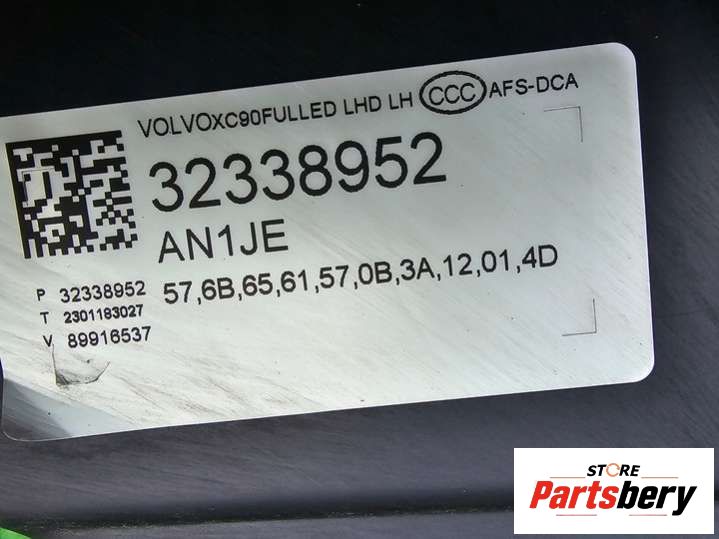 VOLVOXC90FULLED LHD LH CCC AFS-DCA
32338952
AN1JE
57,6B,65,61,57,0B,3A,12,01,4D
P 32338952
T 2301183027
V 89916537
STORE
Partsbery